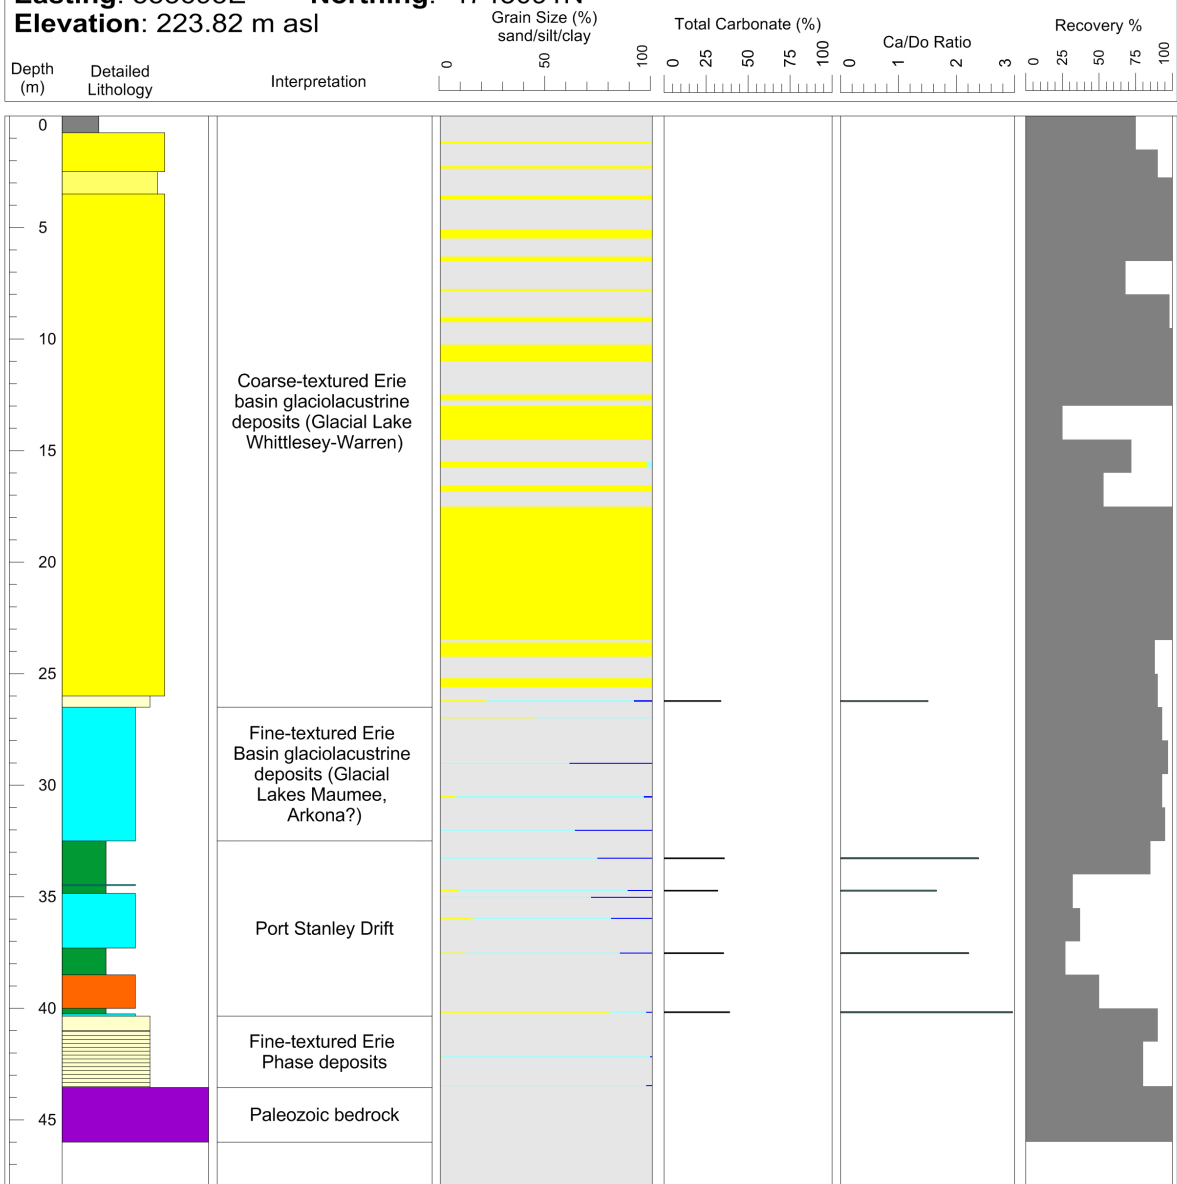 Elevation: 223.82 m asl
Grain Size (%)
sand/silt/clay
0 50 100
Total Carbonate (%)
0 25 50 75 100
Ca/Do Ratio
0 1 2 3
Recovery %
0 25 50 75 100
Depth
(m)
Detailed
Lithology
Interpretation
0
5
10
15
20
25
30
35
40
45
Coarse-textured Erie
basin glaciolacustrine
deposits (Glacial Lake
Whittlesey-Warren)
Fine-textured Erie
Basin glaciolacustrine
deposits (Glacial
Lakes Maumee,
Arkona?)
Port Stanley Drift
Fine-textured Erie
Phase deposits
Paleozoic bedrock